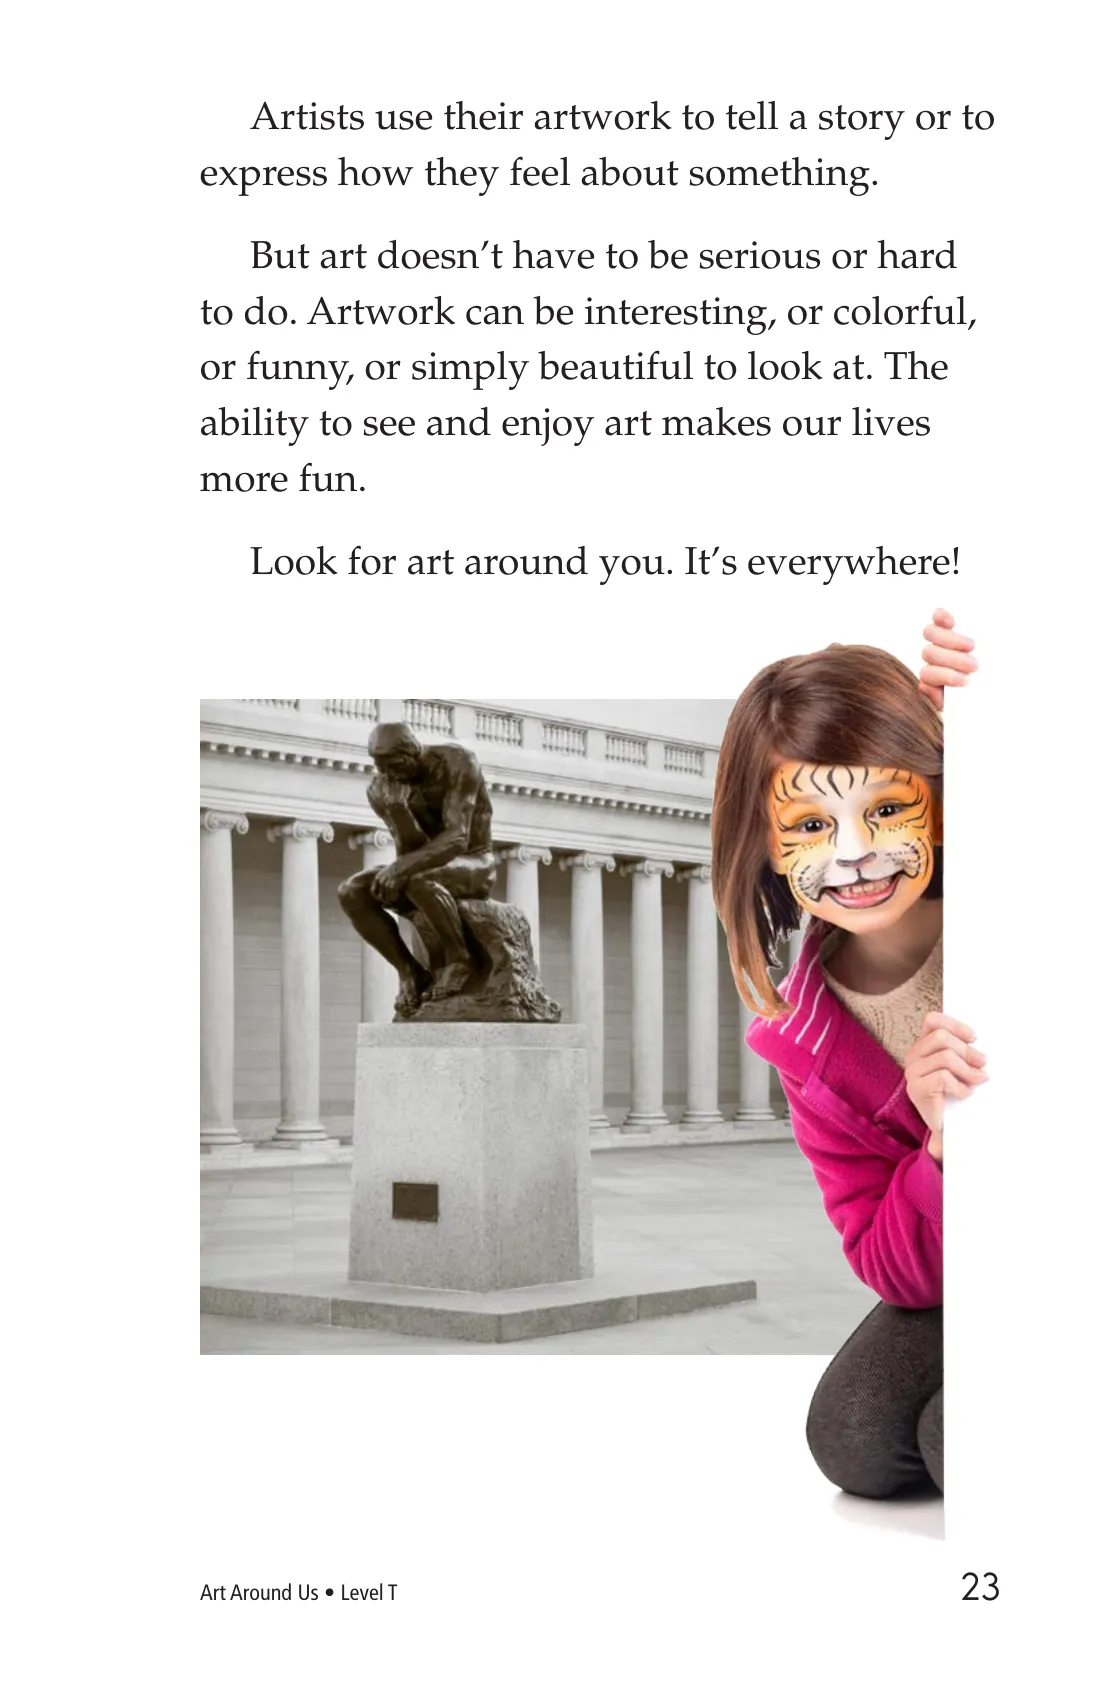 Artists use their artwork to tell a story or to
express how they feel about something.
But art doesn’t have to be serious or hard
to do. Artwork can be interesting, or colorful,
or funny, or simply beautiful to look at. The
ability to see and enjoy art makes our lives
more fun.
Look for art around you. It’s everywhere!
Art Around Us • Level T
23